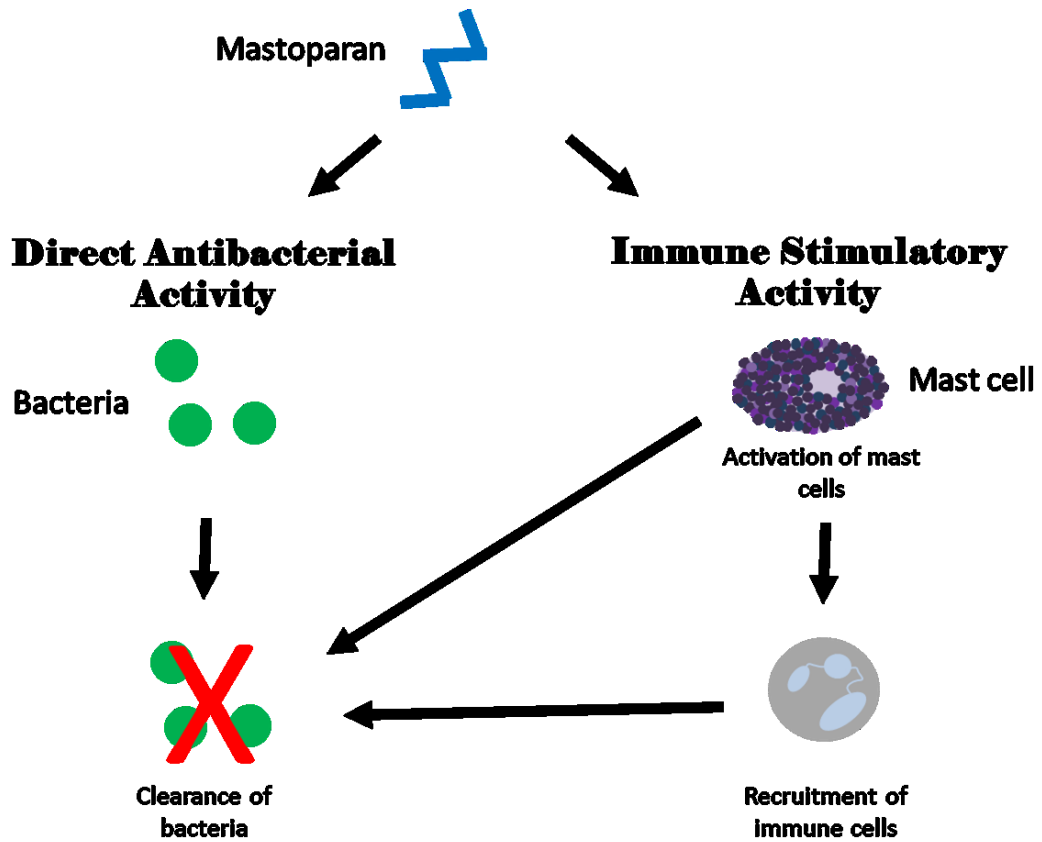 Mastoparan
Direct Antibacterial
Activity
Immune Stimulatory
Activity
Bacteria
Mast cell
Activation of mast
cells
Clearance of
bacteria
Recruitment of
immune cells